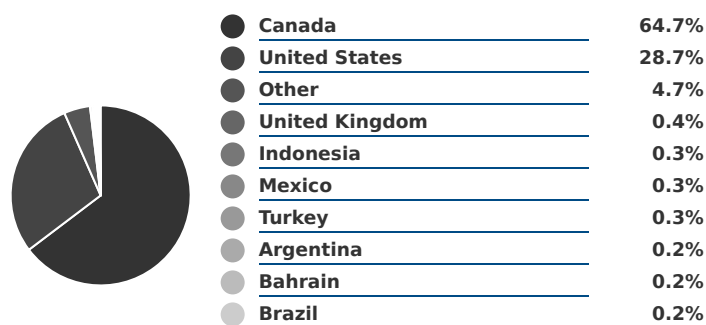 Canada 64.7%
United States 28.7%
Other 4.7%
United Kingdom 0.4%
Indonesia 0.3%
Mexico 0.3%
Turkey 0.3%
Argentina 0.2%
Bahrain 0.2%
Brazil 0.2%